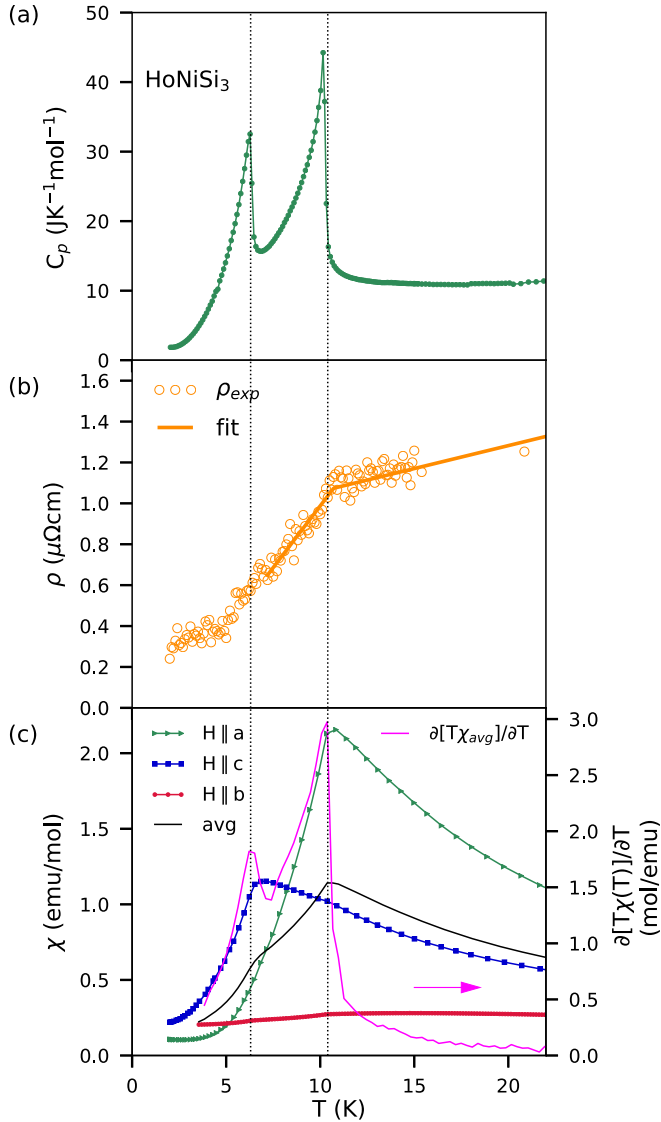 (a)
HoNiSi₃
50
40
30
20
10
0
C_p (JK⁻¹mol⁻¹)
(b)
ρ_exp
fit
1.6
1.4
1.2
1.0
0.8
0.6
0.4
0.2
0.0
ρ (μΩcm)
(c)
H ∥ a
H ∥ c
H ∥ b
avg
∂[Tχ_avg]/∂T
2.0
1.5
1.0
0.5
0.0
χ (emu/mol)
3.0
2.5
2.0
1.5
1.0
0.5
0.0
∂[Tχ(T)]/∂T
(mol/emu)
0 5 10 15 20
T (K)